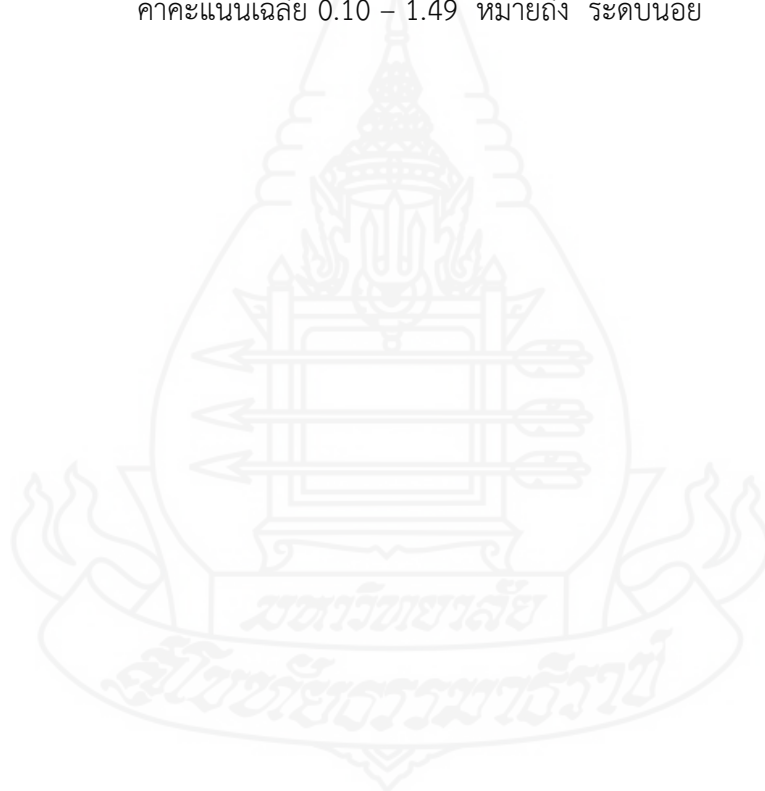 ค่าคะแนนเฉลี่ย 0.10 – 1.49 หมายถึง ระดับน้อย
มหาวิทยาลัย
สุโขทัยธรรมาธิราช